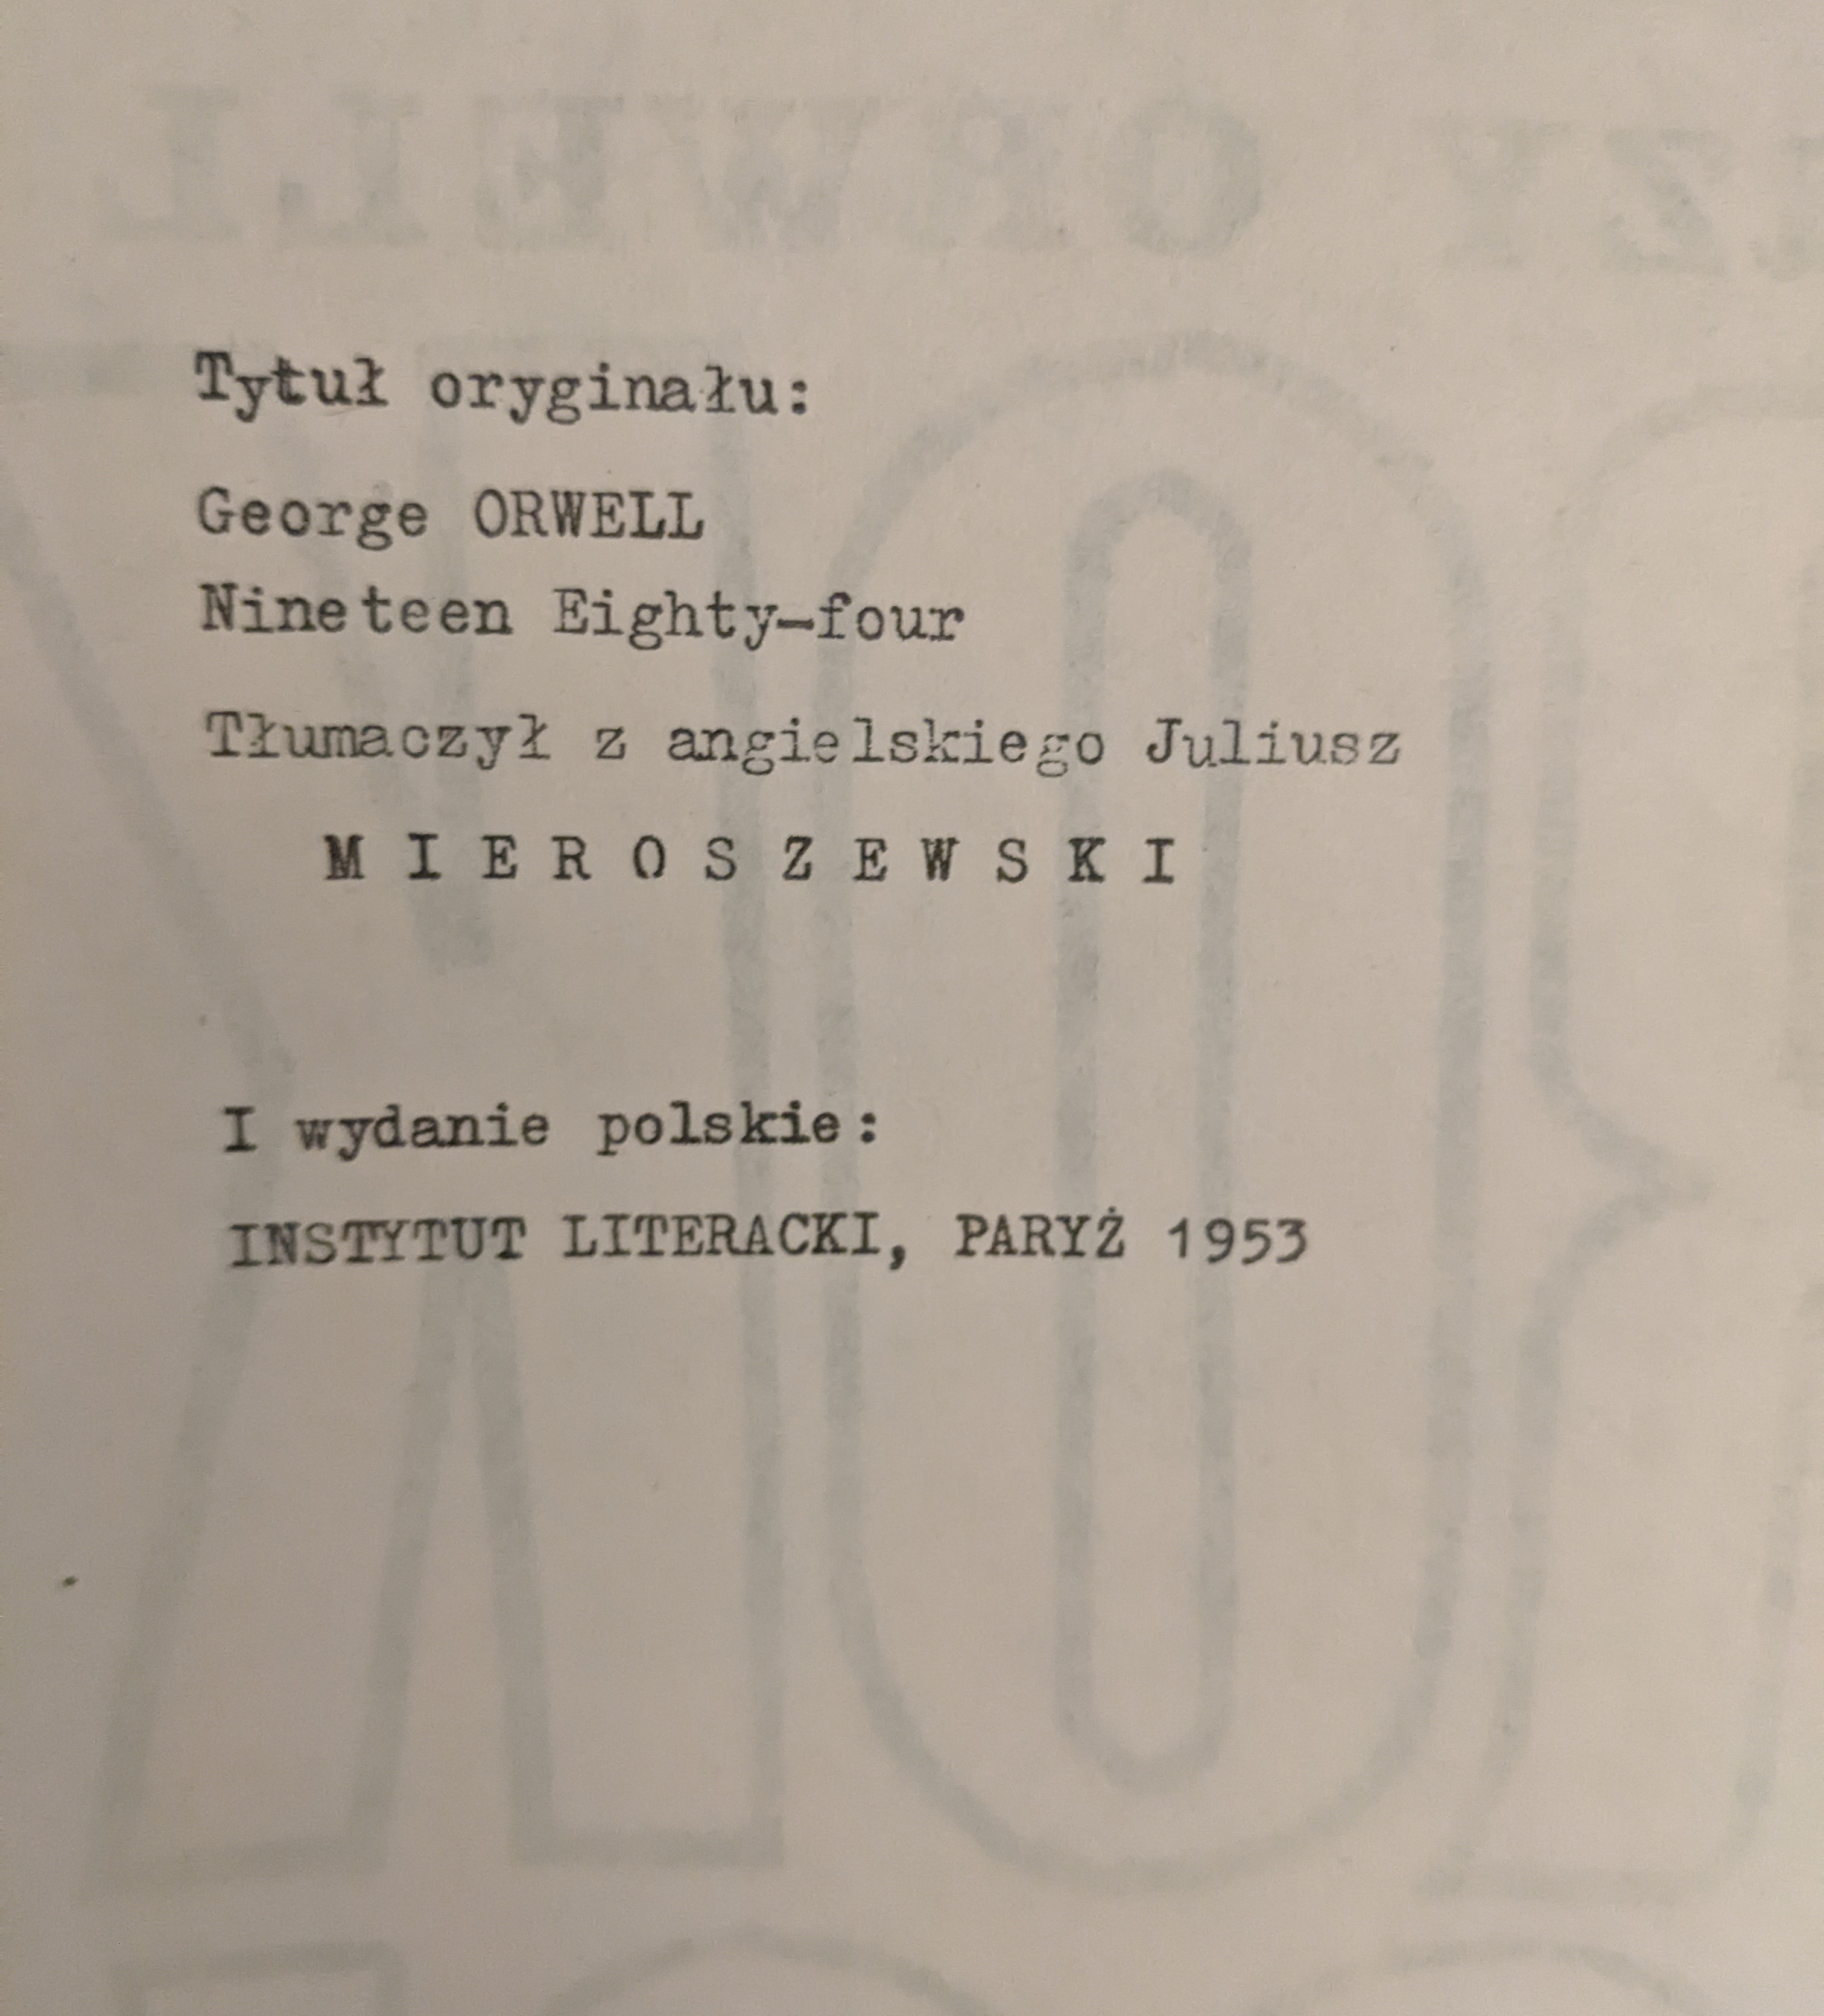 Tytuł oryginału:
George ORWELL
Nineteen Eighty-four
Tłumaczył z angielskiego Juliusz
M I E R O S Z E W S K I
I wydanie polskie:
INSTYTUT LITERACKI, PARYŻ 1953